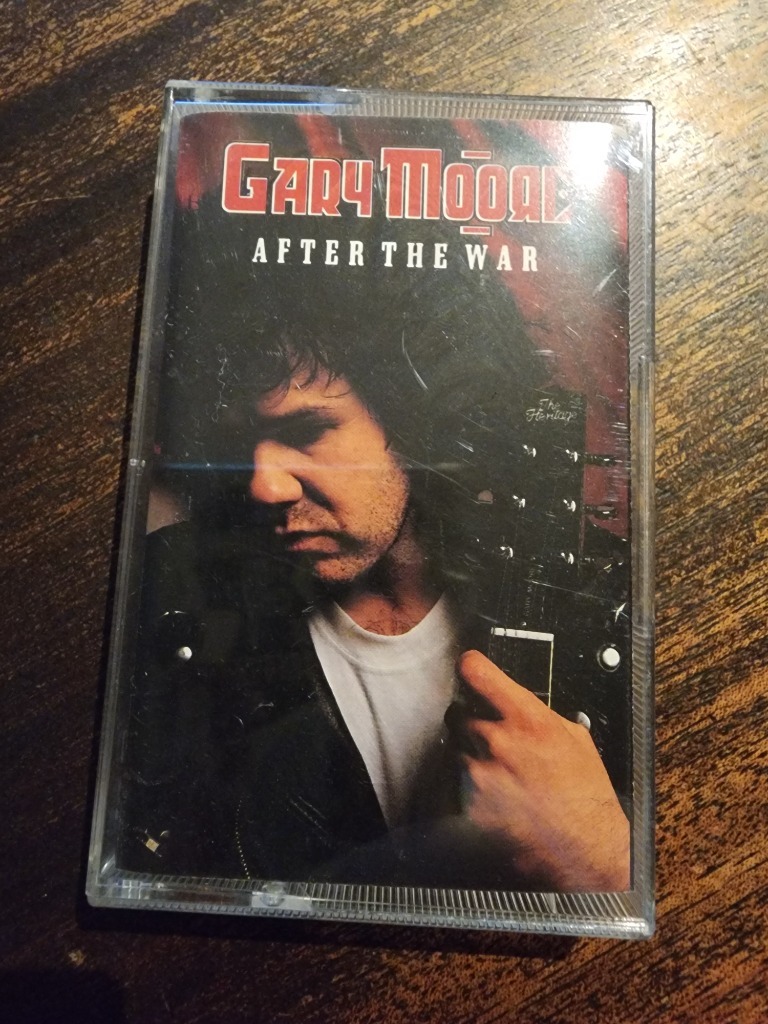 GARY MOORE
AFTER THE WAR
The
Heritage